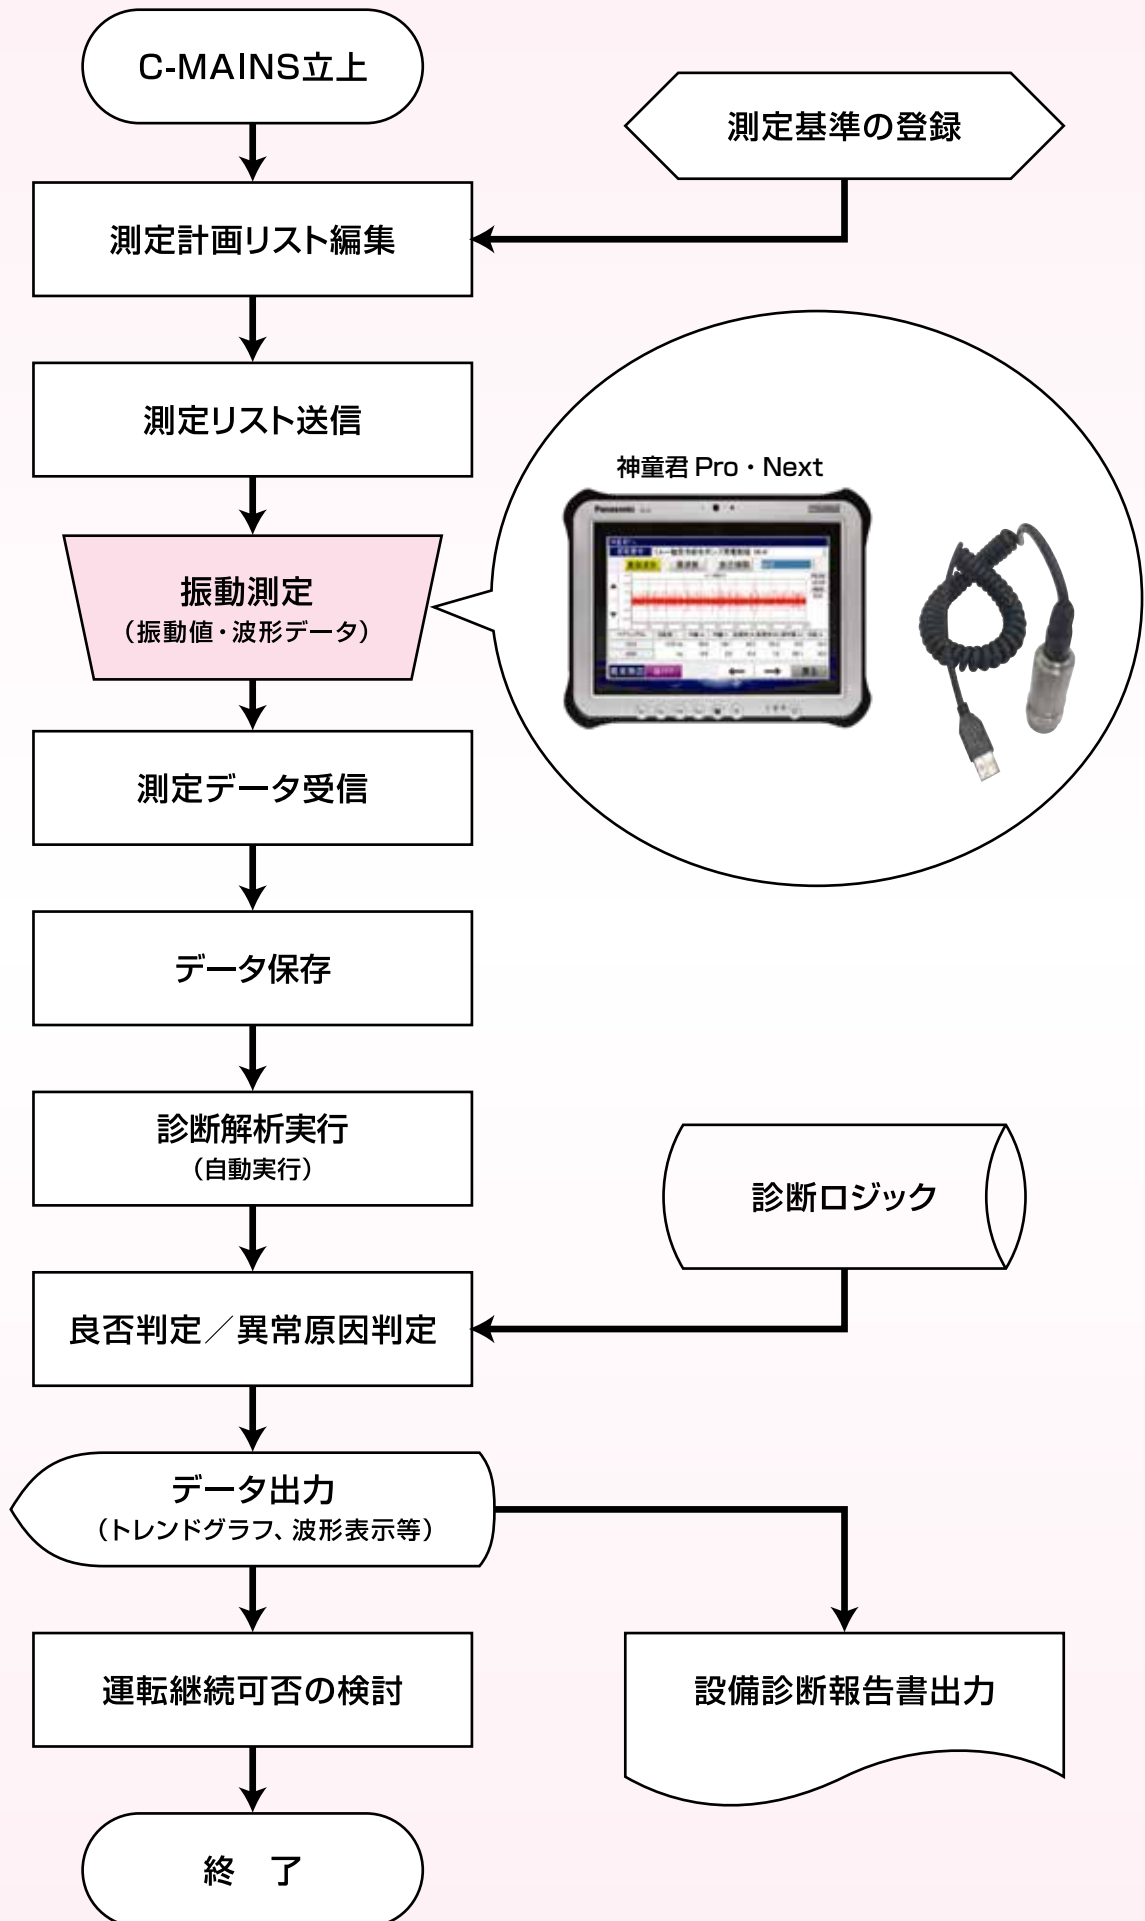 C-MAINS立上
測定基準の登録
測定計画リスト編集
測定リスト送信
神童君 Pro・Next
Panasonic
振動測定
（振動値・波形データ）
測定データ受信
データ保存
診断解析実行
（自動実行）
診断ロジック
良否判定／異常原因判定
データ出力
（トレンドグラフ、波形表示等）
運転継続可否の検討
設備診断報告書出力
終　了